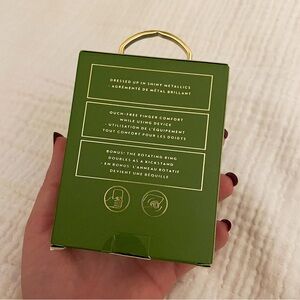 DRESSED UP IN SHINY METALLICS
- AGRÉMENTÉ DE MÉTAL BRILLANT
OUCH-FREE FINGER COMFORT
WHILE USING DEVICE
- UTILISATION DE L'ÉQUIPEMENT
TOUT CONFORT POUR LES DOIGTS
BONUS: THE ROTATING RING
DOUBLES AS A KICKSTAND
- EN BONUS: L'ANNEAU ROTATIF
DEVIENT UNE BÉQUILLE